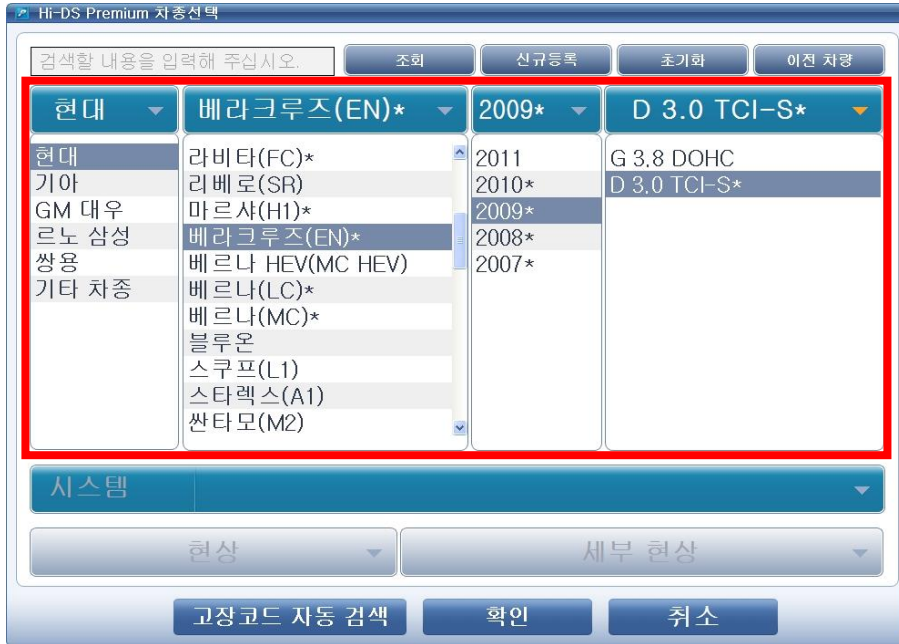 Hi-DS Premium 차종선택
검색할 내용을 입력해 주십시오. 조회 신규등록 초기화 이전 차량
현대 베라크루즈(EN)* 2009* D 3.0 TCI-S*
현대 라비타(FC)* 2011 G 3.8 DOHC
기아 리베로(SR) 2010* D 3.0 TCI-S*
GM 대우 마르샤(H1)* 2009*
르노 삼성 베라크루즈(EN)* 2008*
쌍용 베르나 HEV(MC HEV) 2007*
기타 차종 베르나(LC)*
베르나(MC)*
블루온
스쿠프(L1)
스타렉스(A1)
싼타모(M2)
시스템
현상 세부 현상
고장코드 자동 검색 확인 취소